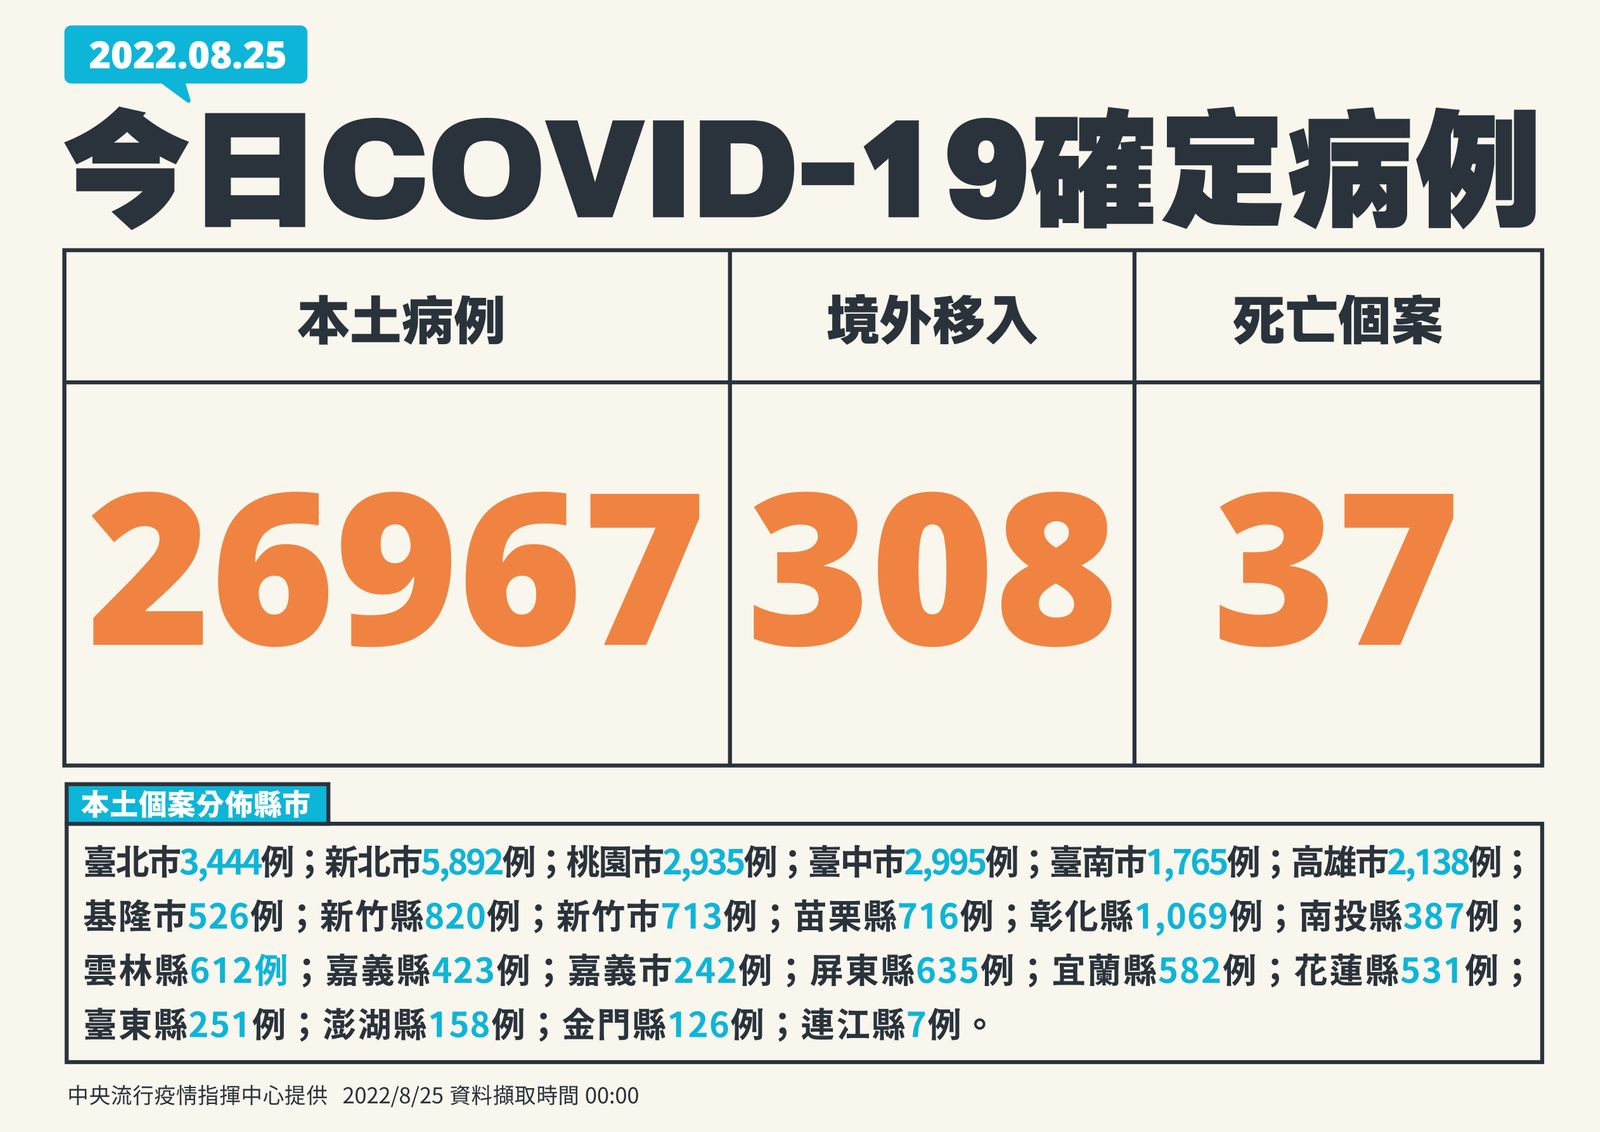 2022.08.25
今日COVID-19確定病例
本土病例 境外移入 死亡個案
26967 308 37
本土個案分佈縣市
臺北市3,444例；新北市5,892例；桃園市2,935例；臺中市2,995例；臺南市1,765例；高雄市2,138例；
基隆市526例；新竹縣820例；新竹市713例；苗栗縣716例；彰化縣1,069例；南投縣387例；
雲林縣612例；嘉義縣423例；嘉義市242例；屏東縣635例；宜蘭縣582例；花蓮縣531例；
臺東縣251例；澎湖縣158例；金門縣126例；連江縣7例。
中央流行疫情指揮中心提供 2022/8/25 資料擷取時間 00:00